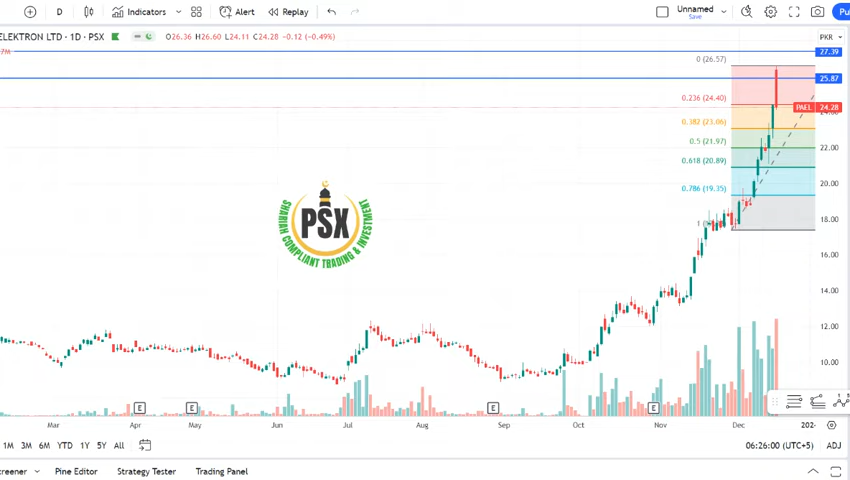 D Indicators Alert Replay Unnamed Save
ELEKTRON LTD · 1D · PSX O26.36 H26.60 L24.11 C24.28 -0.12 (-0.49%) PKR
7M
27.39
0 (26.57)
25.87
0.236 (24.40)
PAEL 24.28
24.00
0.382 (23.06)
22.00
0.5 (21.97)
0.618 (20.89)
20.00
0.786 (19.35)
18.00
PSX
SHARIAH COMPLIANT TRADING & INVESTMENT
16.00
14.00
12.00
10.00
E E E E
Mar Apr May Jun Jul Aug Sep Oct Nov Dec 202
1M 3M 6M YTD 1Y 5Y All 06:26:00 (UTC+5) ADJ
creener Pine Editor Strategy Tester Trading Panel